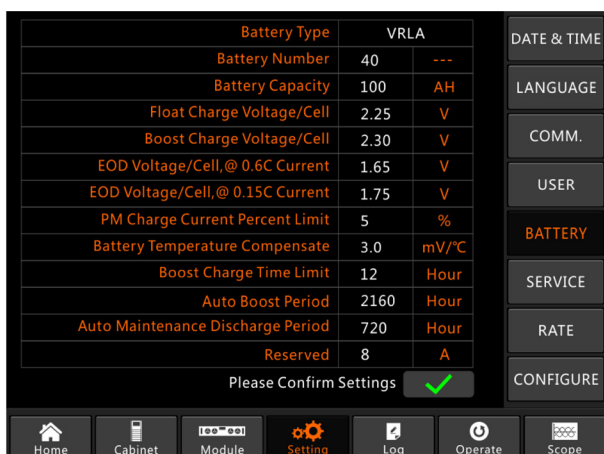 Battery Type VRLA
Battery Number 40 ---
Battery Capacity 100 AH
Float Charge Voltage/Cell 2.25 V
Boost Charge Voltage/Cell 2.30 V
EOD Voltage/Cell,@ 0.6C Current 1.65 V
EOD Voltage/Cell,@ 0.15C Current 1.75 V
PM Charge Current Percent Limit 5 %
Battery Temperature Compensate 3.0 mV/℃
Boost Charge Time Limit 12 Hour
Auto Boost Period 2160 Hour
Auto Maintenance Discharge Period 720 Hour
Reserved 8 A
Please Confirm Settings
DATE & TIME
LANGUAGE
COMM.
USER
BATTERY
SERVICE
RATE
CONFIGURE
Home Cabinet Module Setting Log Operate Scope